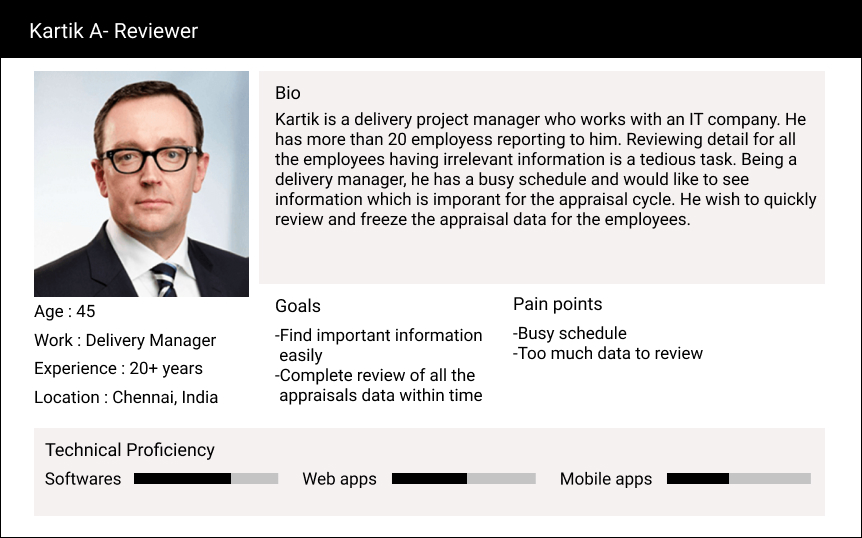 Kartik A- Reviewer
Bio
Kartik is a delivery project manager who works with an IT company. He
has more than 20 employess reporting to him. Reviewing detail for all
the employees having irrelevant information is a tedious task. Being a
delivery manager, he has a busy schedule and would like to see
information which is imporant for the appraisal cycle. He wish to quickly
review and freeze the appraisal data for the employees.
Age : 45
Work : Delivery Manager
Experience : 20+ years
Location : Chennai, India
Goals
-Find important information
easily
-Complete review of all the
appraisals data within time
Pain points
-Busy schedule
-Too much data to review
Technical Proficiency
Softwares
Web apps
Mobile apps